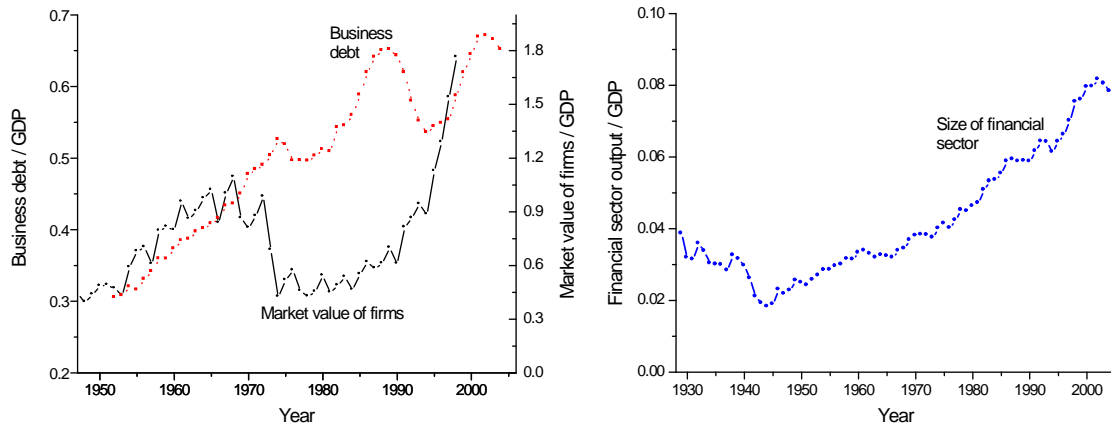 0.7
0.6
0.5
0.4
0.3
0.2
Business debt / GDP
Business
debt
Market value of firms
1.8
1.5
1.2
0.9
0.6
0.3
0.0
Market value of firms / GDP
1950 1960 1970 1980 1990 2000
Year
0.10
0.08
0.06
0.04
0.02
0.00
Financial sector output / GDP
Size of financial
sector
1930 1940 1950 1960 1970 1980 1990 2000
Year